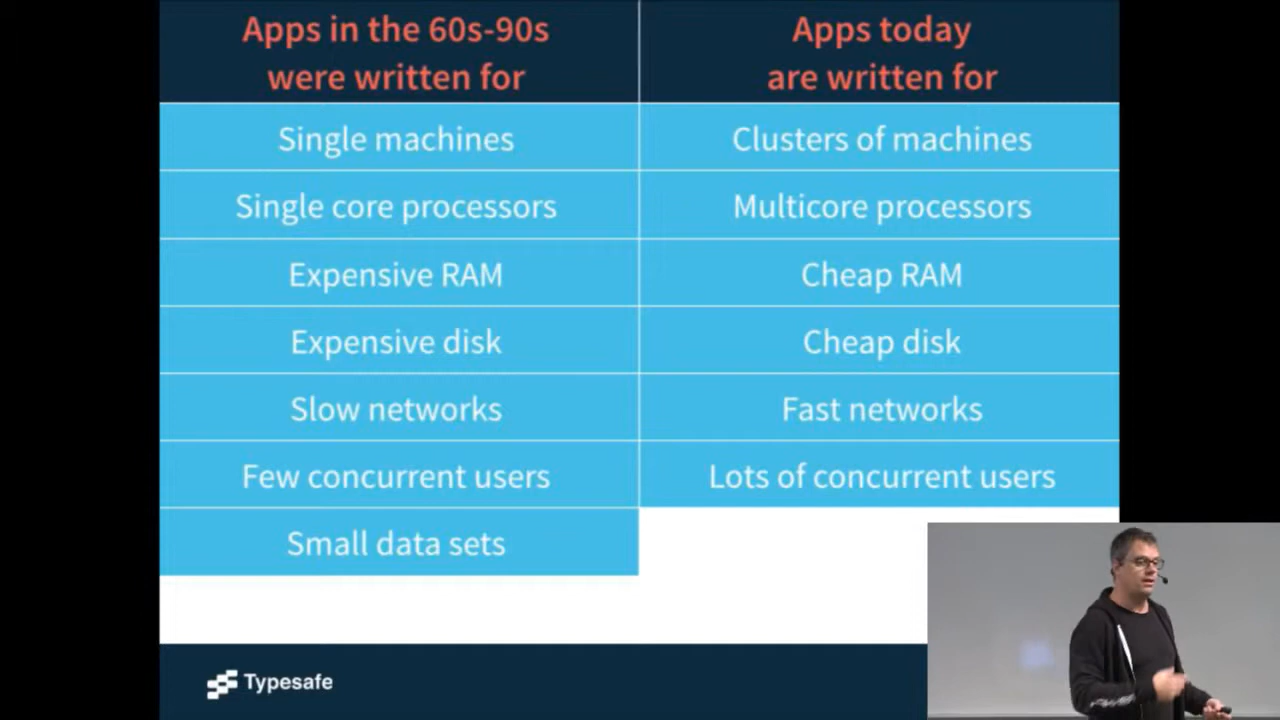 Apps in the 60s-90s
were written for
Apps today
are written for
Single machines
Clusters of machines
Single core processors
Multicore processors
Expensive RAM
Cheap RAM
Expensive disk
Cheap disk
Slow networks
Fast networks
Few concurrent users
Lots of concurrent users
Small data sets
Typesafe